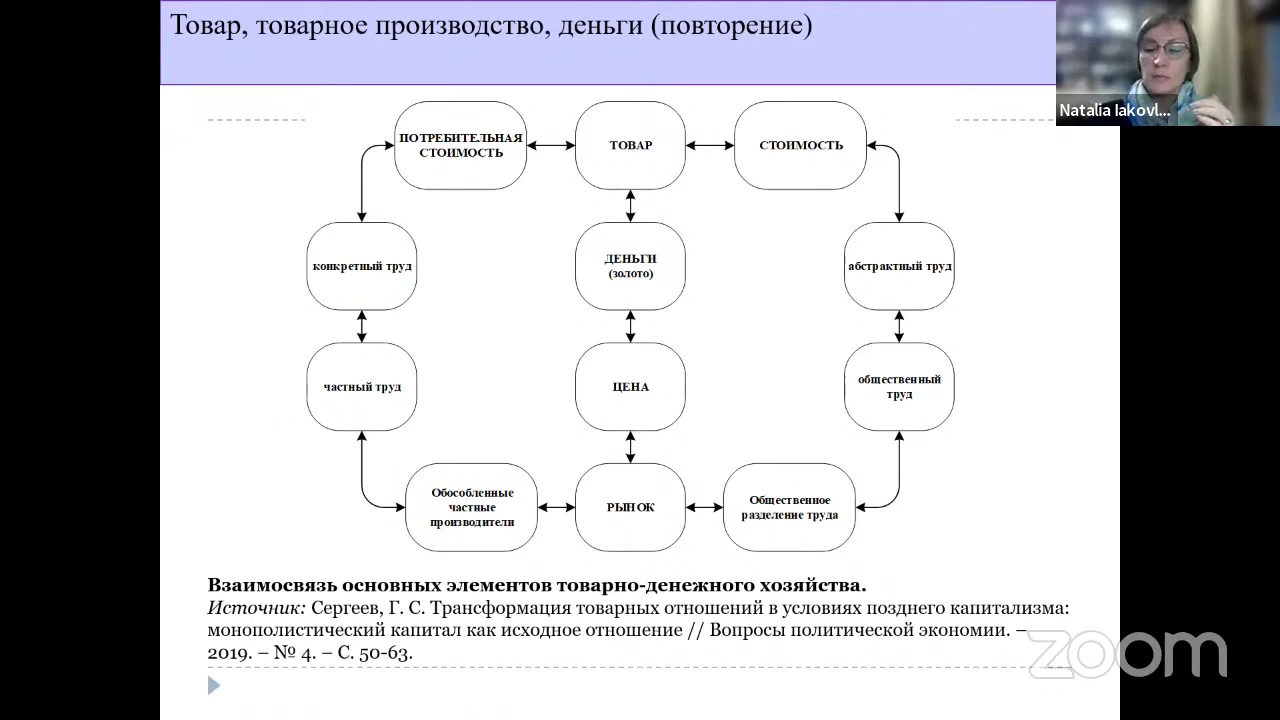 Товар, товарное производство, деньги (повторение)
Natalia Iakovl...
ПОТРЕБИТЕЛЬНАЯ
СТОИМОСТЬ
ТОВАР
СТОИМОСТЬ
конкретный труд
ДЕНЬГИ
(золото)
абстрактный труд
частный труд
ЦЕНА
общественный
труд
Обособленные
частные
производители
РЫНОК
Общественное
разделение труда
Взаимосвязь основных элементов товарно-денежного хозяйства.
Источник: Сергеев, Г. С. Трансформация товарных отношений в условиях позднего капитализма:
монополистический капитал как исходное отношение // Вопросы политической экономии. –
2019. – № 4. – С. 50-63.
zoom